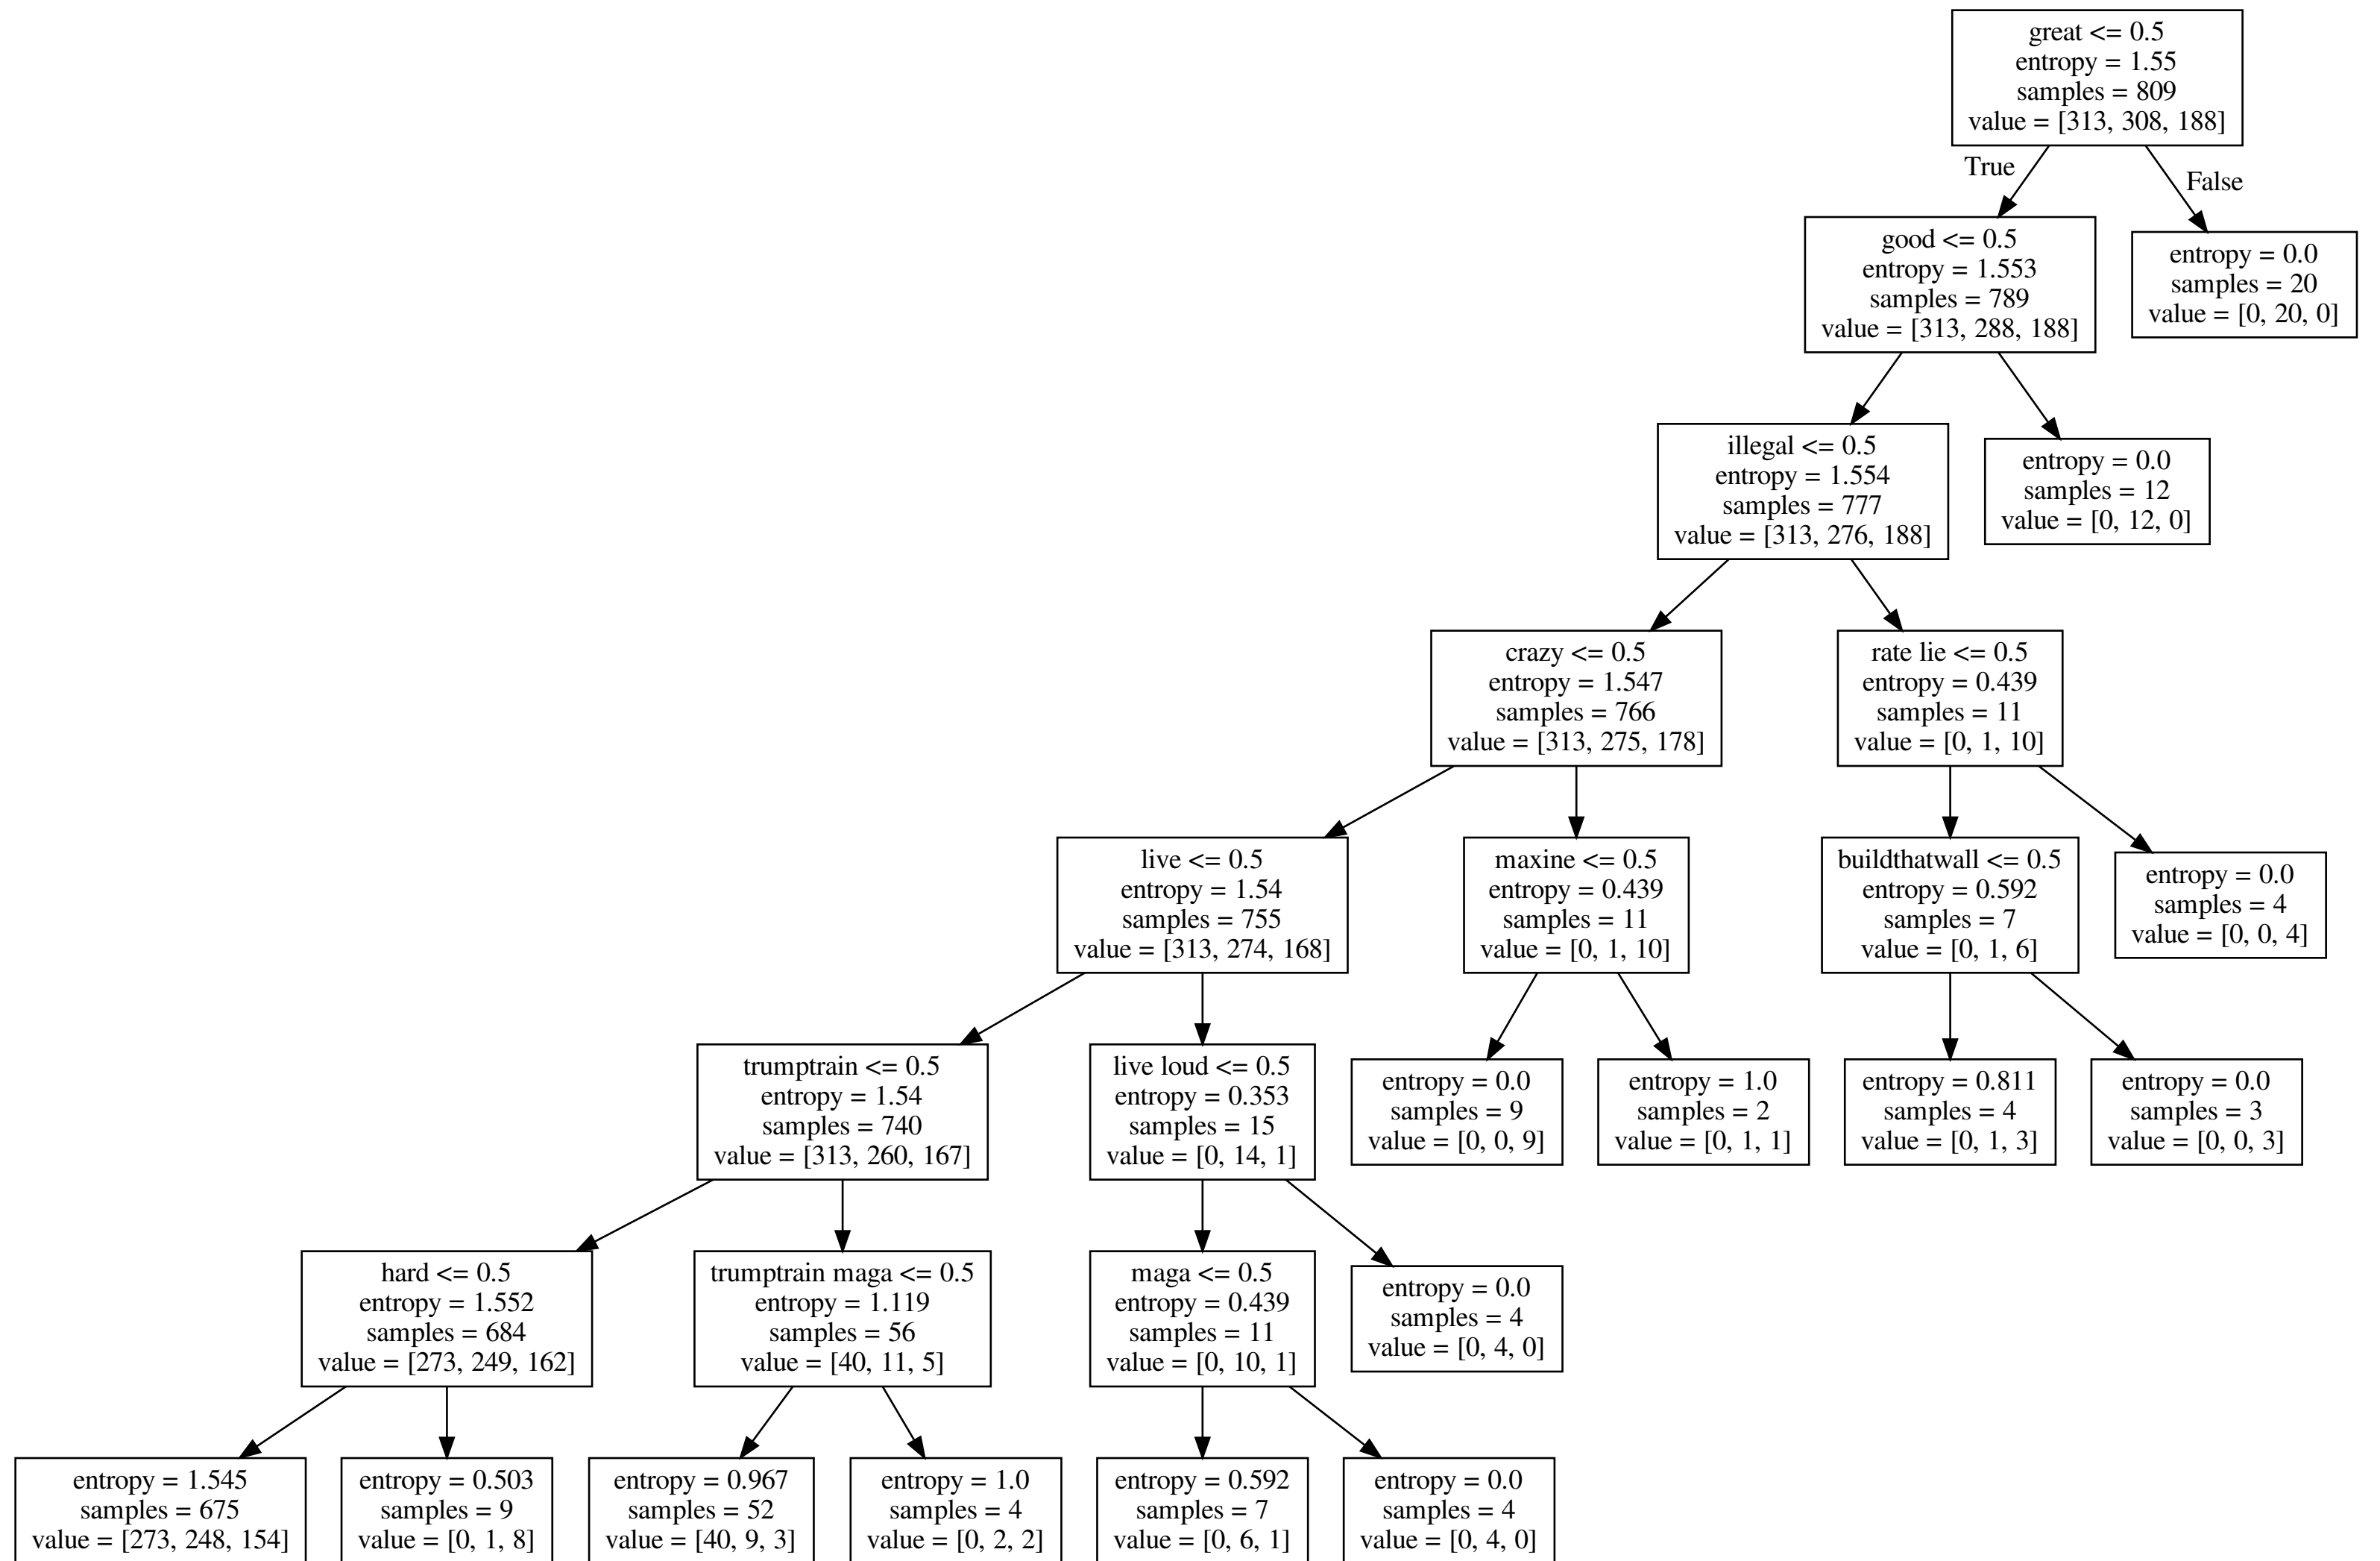 great <= 0.5
entropy = 1.55
samples = 809
value = [313, 308, 188]
True
False
good <= 0.5
entropy = 1.553
samples = 789
value = [313, 288, 188]
entropy = 0.0
samples = 20
value = [0, 20, 0]
illegal <= 0.5
entropy = 1.554
samples = 777
value = [313, 276, 188]
entropy = 0.0
samples = 12
value = [0, 12, 0]
crazy <= 0.5
entropy = 1.547
samples = 766
value = [313, 275, 178]
rate lie <= 0.5
entropy = 0.439
samples = 11
value = [0, 1, 10]
live <= 0.5
entropy = 1.54
samples = 755
value = [313, 274, 168]
maxine <= 0.5
entropy = 0.439
samples = 11
value = [0, 1, 10]
buildthatwall <= 0.5
entropy = 0.592
samples = 7
value = [0, 1, 6]
entropy = 0.0
samples = 4
value = [0, 0, 4]
trumptrain <= 0.5
entropy = 1.54
samples = 740
value = [313, 260, 167]
live loud <= 0.5
entropy = 0.353
samples = 15
value = [0, 14, 1]
entropy = 0.0
samples = 9
value = [0, 0, 9]
entropy = 1.0
samples = 2
value = [0, 1, 1]
entropy = 0.811
samples = 4
value = [0, 1, 3]
entropy = 0.0
samples = 3
value = [0, 0, 3]
hard <= 0.5
entropy = 1.552
samples = 684
value = [273, 249, 162]
trumptrain maga <= 0.5
entropy = 1.119
samples = 56
value = [40, 11, 5]
maga <= 0.5
entropy = 0.439
samples = 11
value = [0, 10, 1]
entropy = 0.0
samples = 4
value = [0, 4, 0]
entropy = 1.545
samples = 675
value = [273, 248, 154]
entropy = 0.503
samples = 9
value = [0, 1, 8]
entropy = 0.967
samples = 52
value = [40, 9, 3]
entropy = 1.0
samples = 4
value = [0, 2, 2]
entropy = 0.592
samples = 7
value = [0, 6, 1]
entropy = 0.0
samples = 4
value = [0, 4, 0]